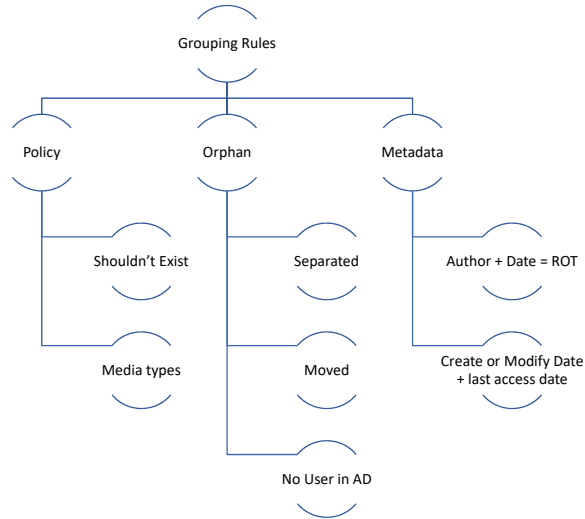 Grouping Rules
Policy
Orphan
Metadata
Shouldn’t Exist
Separated
Author + Date = ROT
Media types
Moved
Create or Modify Date
+ last access date
No User in AD